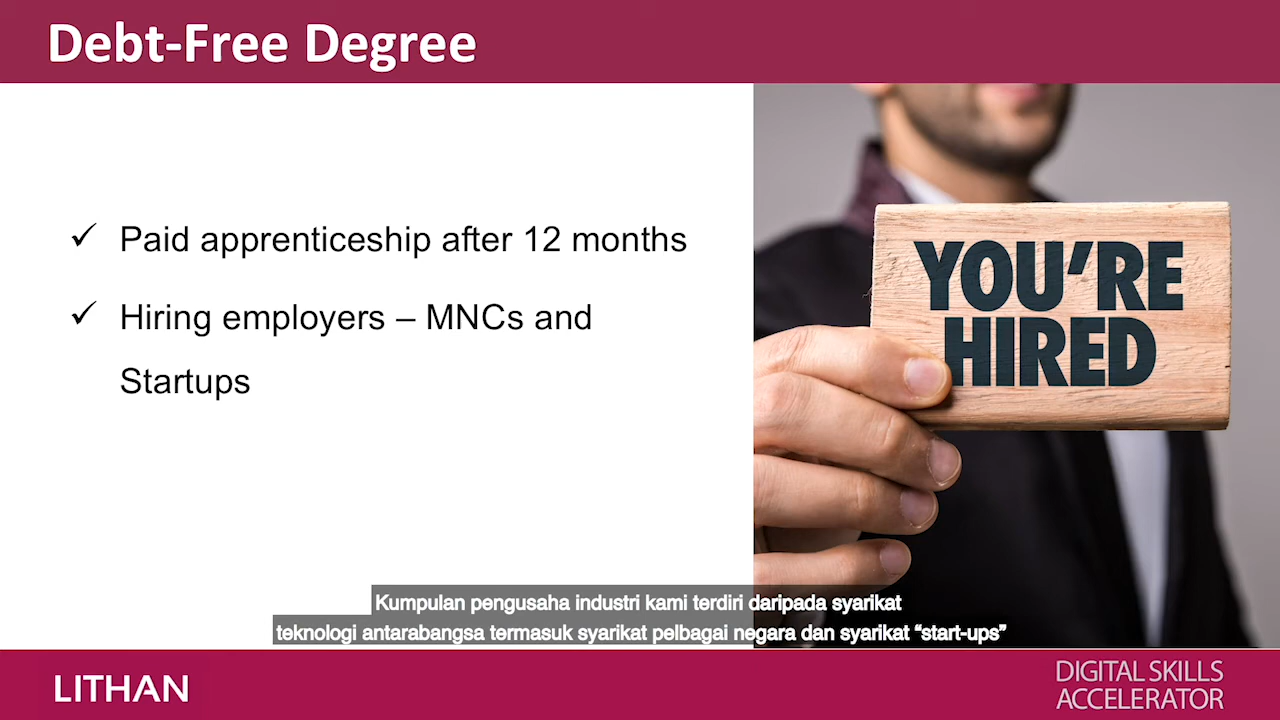 Debt-Free Degree
✓ Paid apprenticeship after 12 months
✓ Hiring employers – MNCs and
Startups
YOU’RE
HIRED
Kumpulan pengusaha industri kami terdiri daripada syarikat
teknologi antarabangsa termasuk syarikat pelbagai negara dan syarikat “start-ups”
LITHAN
DIGITAL SKILLS
ACCELERATOR